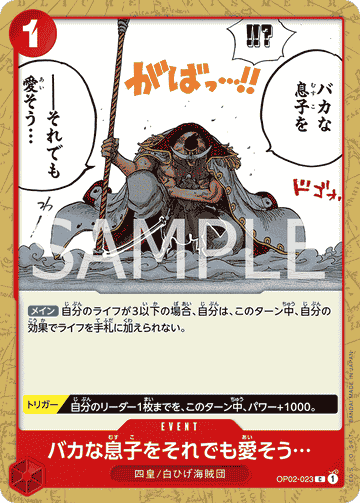 1
!!?
がばっ…!!
バカな
息子を
──それでも
愛そう…
ドゴォ
SAMPLE
メイン 自分のライフが3以下の場合、自分は、このターン中、自分の
効果でライフを手札に加えられない。
トリガー 自分のリーダー1枚までを、このターン中、パワー+1000。
EVENT
バカな息子をそれでも愛そう…
四皇/白ひげ海賊団
OP02-023 C 1